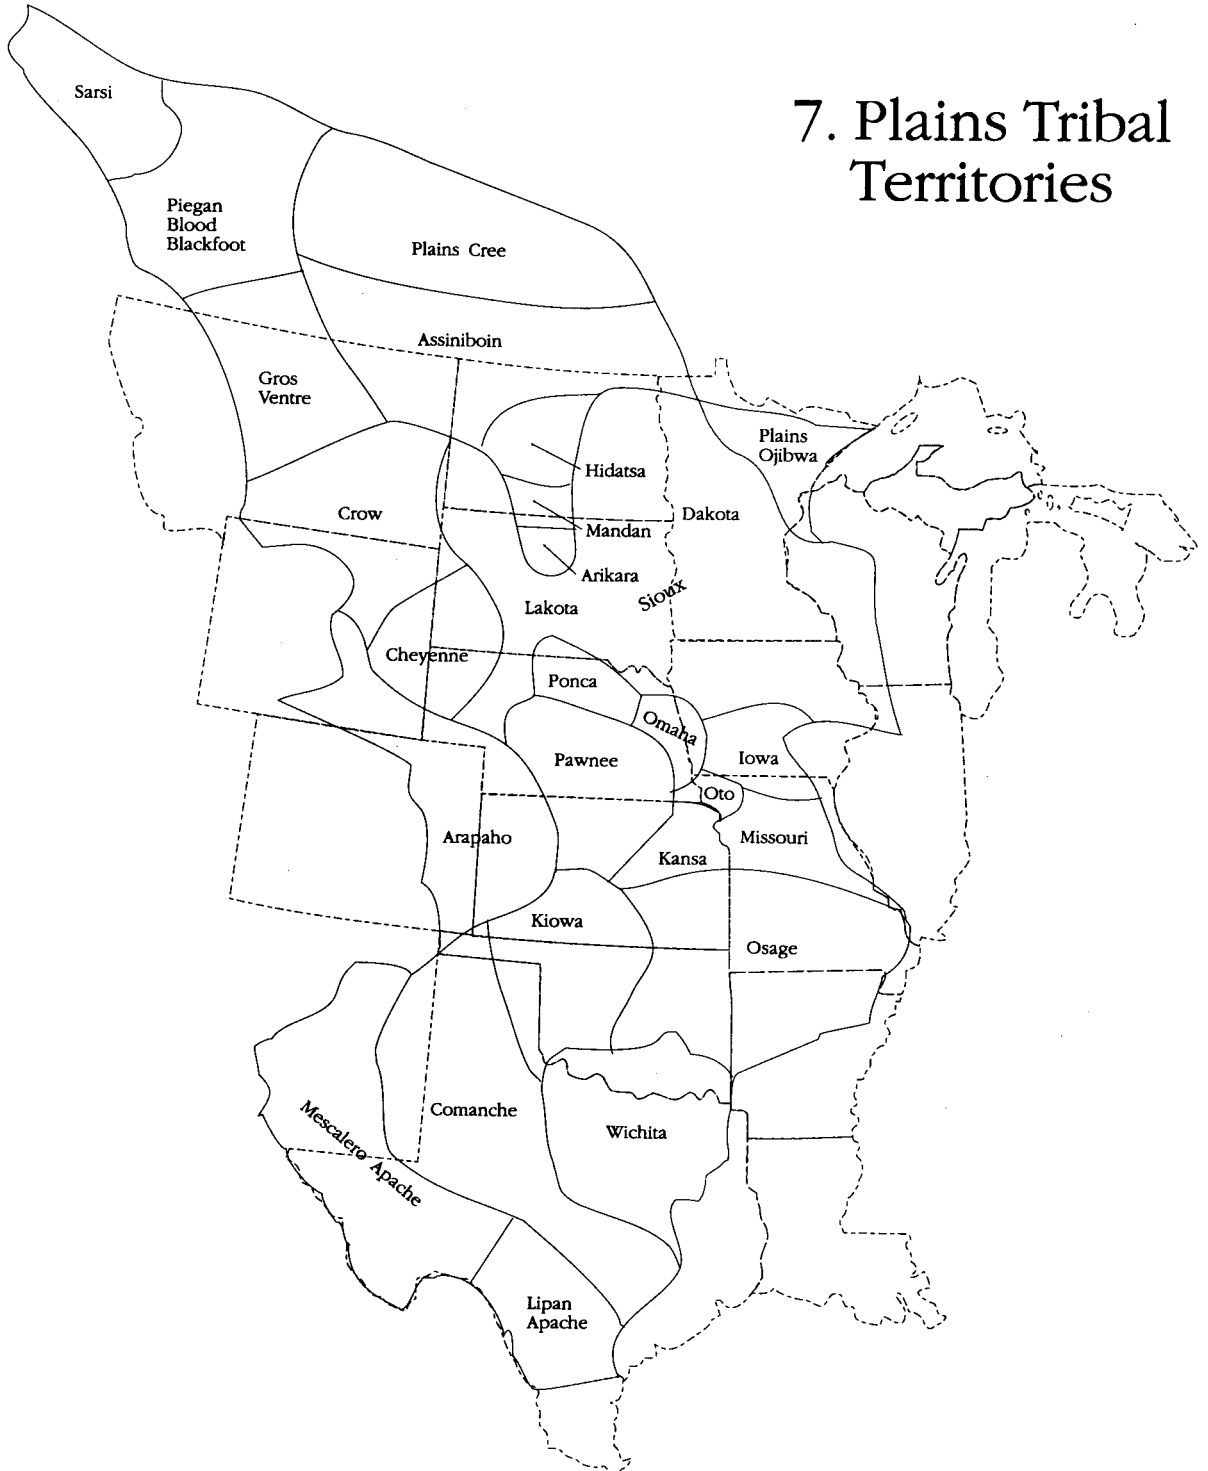 7. Plains Tribal
Territories
Sarsi
Piegan
Blood
Blackfoot
Plains Cree
Assiniboin
Gros
Ventre
Plains
Ojibwa
Hidatsa
Crow
Dakota
Mandan
Arikara
Sioux
Lakota
Cheyenne
Ponca
Omaha
Pawnee
Iowa
Oto
Arapaho
Missouri
Kansa
Kiowa
Osage
Comanche
Mescalero Apache
Wichita
Lipan
Apache